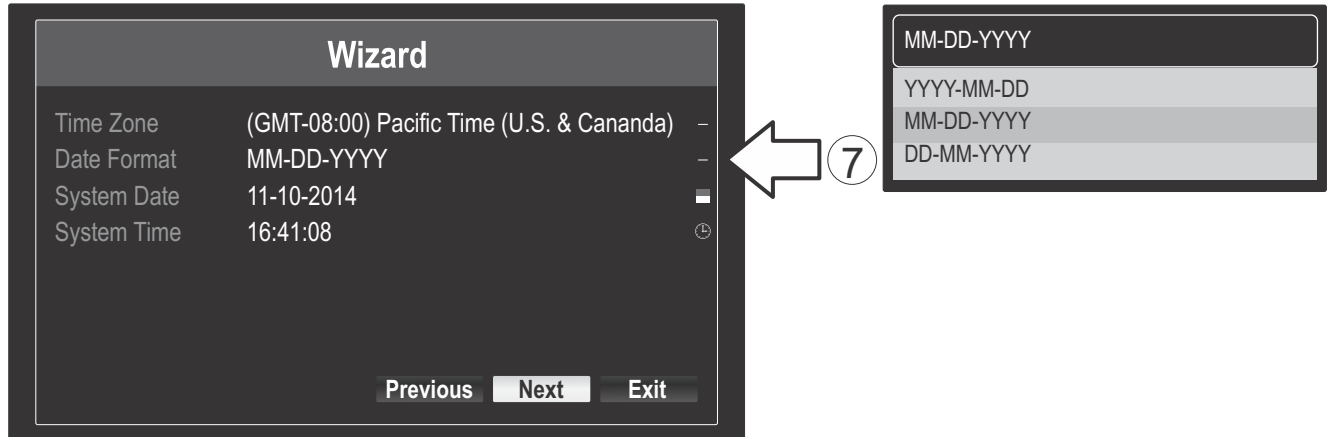 Wizard
Time Zone (GMT-08:00) Pacific Time (U.S. & Cananda)
Date Format MM-DD-YYYY
System Date 11-10-2014
System Time 16:41:08
Previous Next Exit
7
MM-DD-YYYY
YYYY-MM-DD
MM-DD-YYYY
DD-MM-YYYY